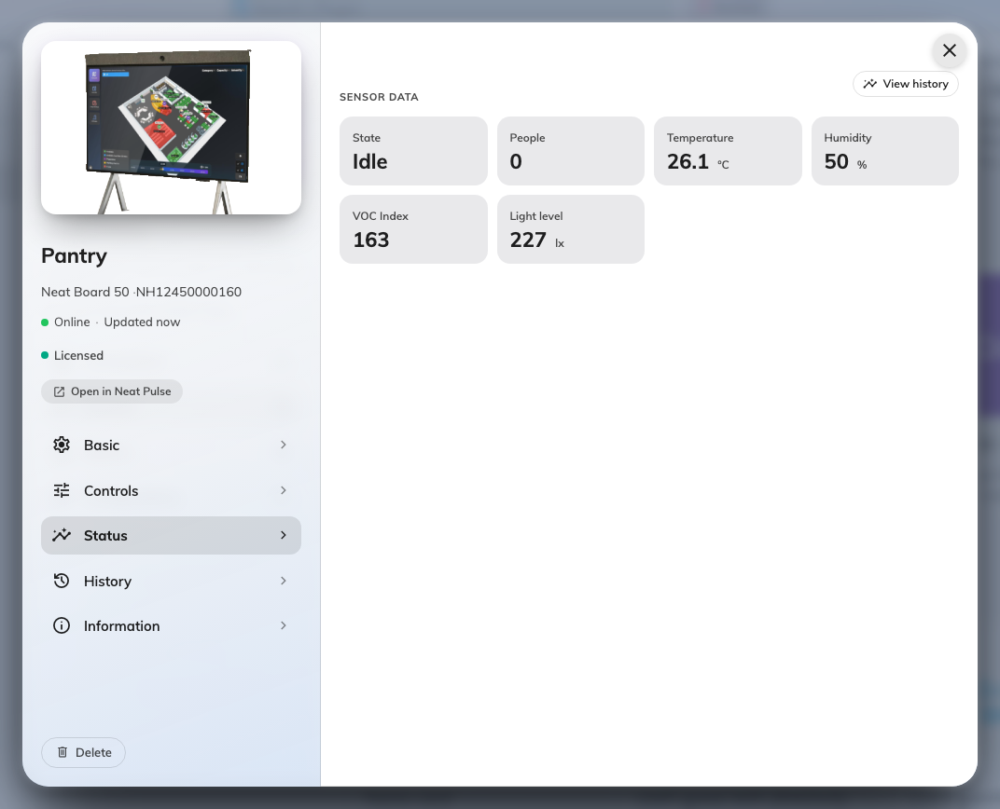 Pantry
Neat Board 50 ·NH12450000160
Online · Updated now
Licensed
Open in Neat Pulse
Basic
Controls
Status
History
Information
Delete
View history
SENSOR DATA
State
Idle
People
0
Temperature
26.1 °C
Humidity
50 %
VOC Index
163
Light level
227 lx